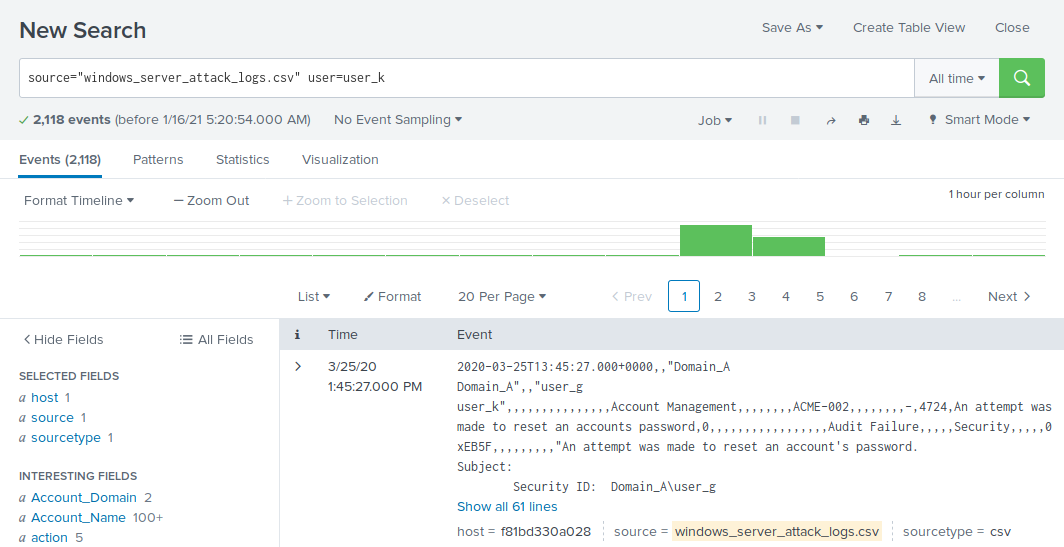 New Search
Save As
Create Table View
Close
source="windows_server_attack_logs.csv" user=user_k
All time
2,118 events (before 1/16/21 5:20:54.000 AM)
No Event Sampling
Job
Smart Mode
Events (2,118)
Patterns
Statistics
Visualization
Format Timeline
— Zoom Out
+ Zoom to Selection
× Deselect
1 hour per column
List
Format
20 Per Page
< Prev
1
2
3
4
5
6
7
8
...
Next >
< Hide Fields
All Fields
i
Time
Event
SELECTED FIELDS
a host 1
a source 1
a sourcetype 1
INTERESTING FIELDS
a Account_Domain 2
a Account_Name 100+
a action 5
>
3/25/20
1:45:27.000 PM
2020-03-25T13:45:27.000+0000,,"Domain_A
Domain_A",,"user_g
user_k",,,,,,,,,,,,,,,Account Management,,,,,,,,ACME-002,,,,,,,,-,4724,An attempt was
made to reset an accounts password,0,,,,,,,,,,,,,,,,,Audit Failure,,,,,Security,,,,,0
xEB5F,,,,,,,,,,"An attempt was made to reset an account's password.
Subject:
Security ID: Domain_A\user_g
Show all 61 lines
host = f81bd330a028
source = windows_server_attack_logs.csv
sourcetype = csv